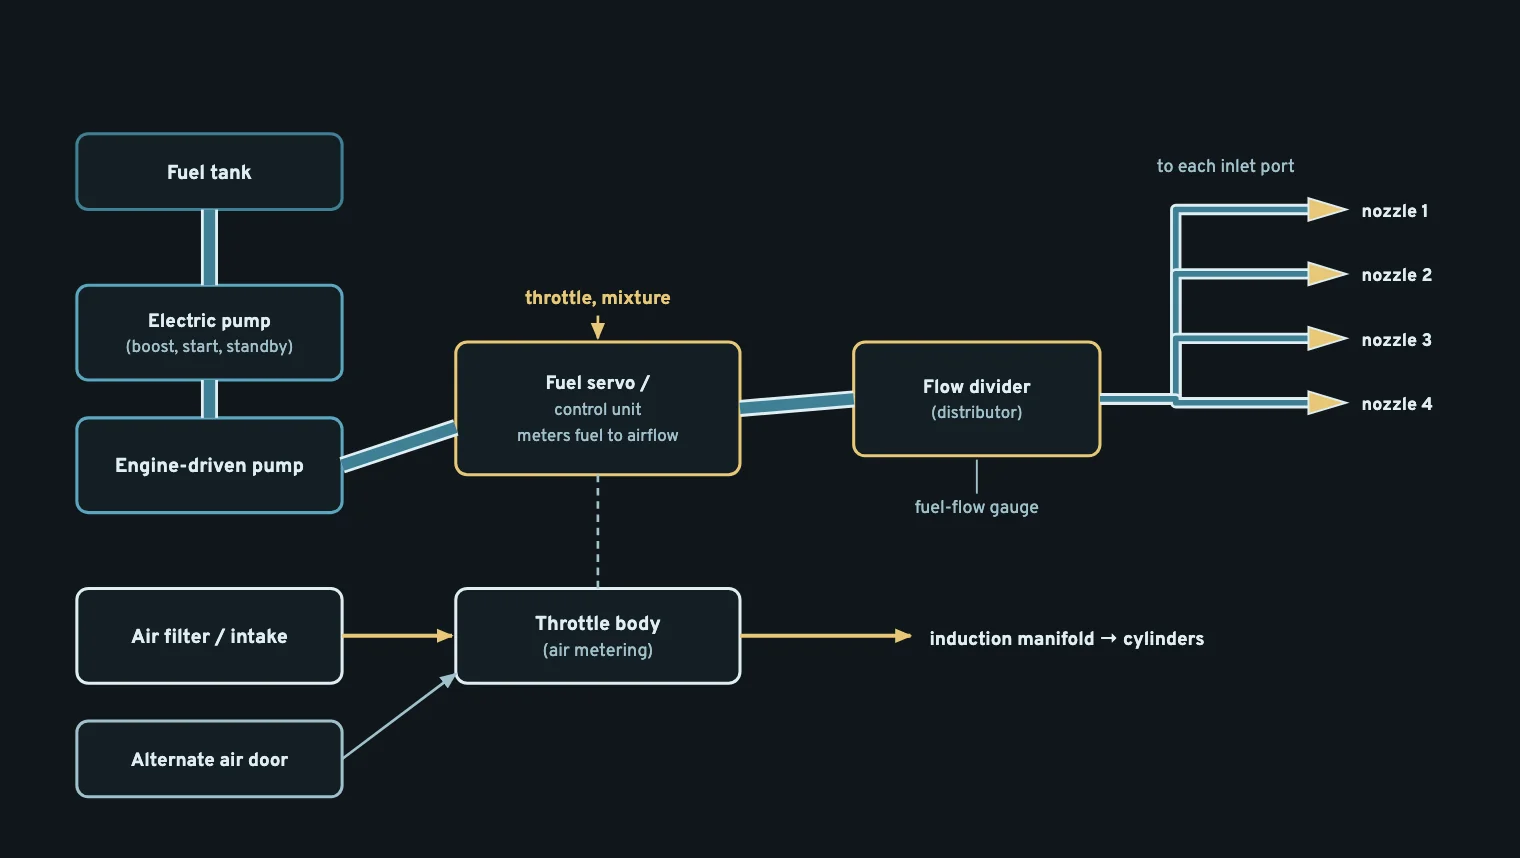 Fuel tank
Electric pump
(boost, start, standby)
Engine-driven pump
throttle, mixture
Fuel servo /
control unit
meters fuel to airflow
Flow divider
(distributor)
fuel-flow gauge
to each inlet port
nozzle 1
nozzle 2
nozzle 3
nozzle 4
Air filter / intake
Throttle body
(air metering)
induction manifold → cylinders
Alternate air door